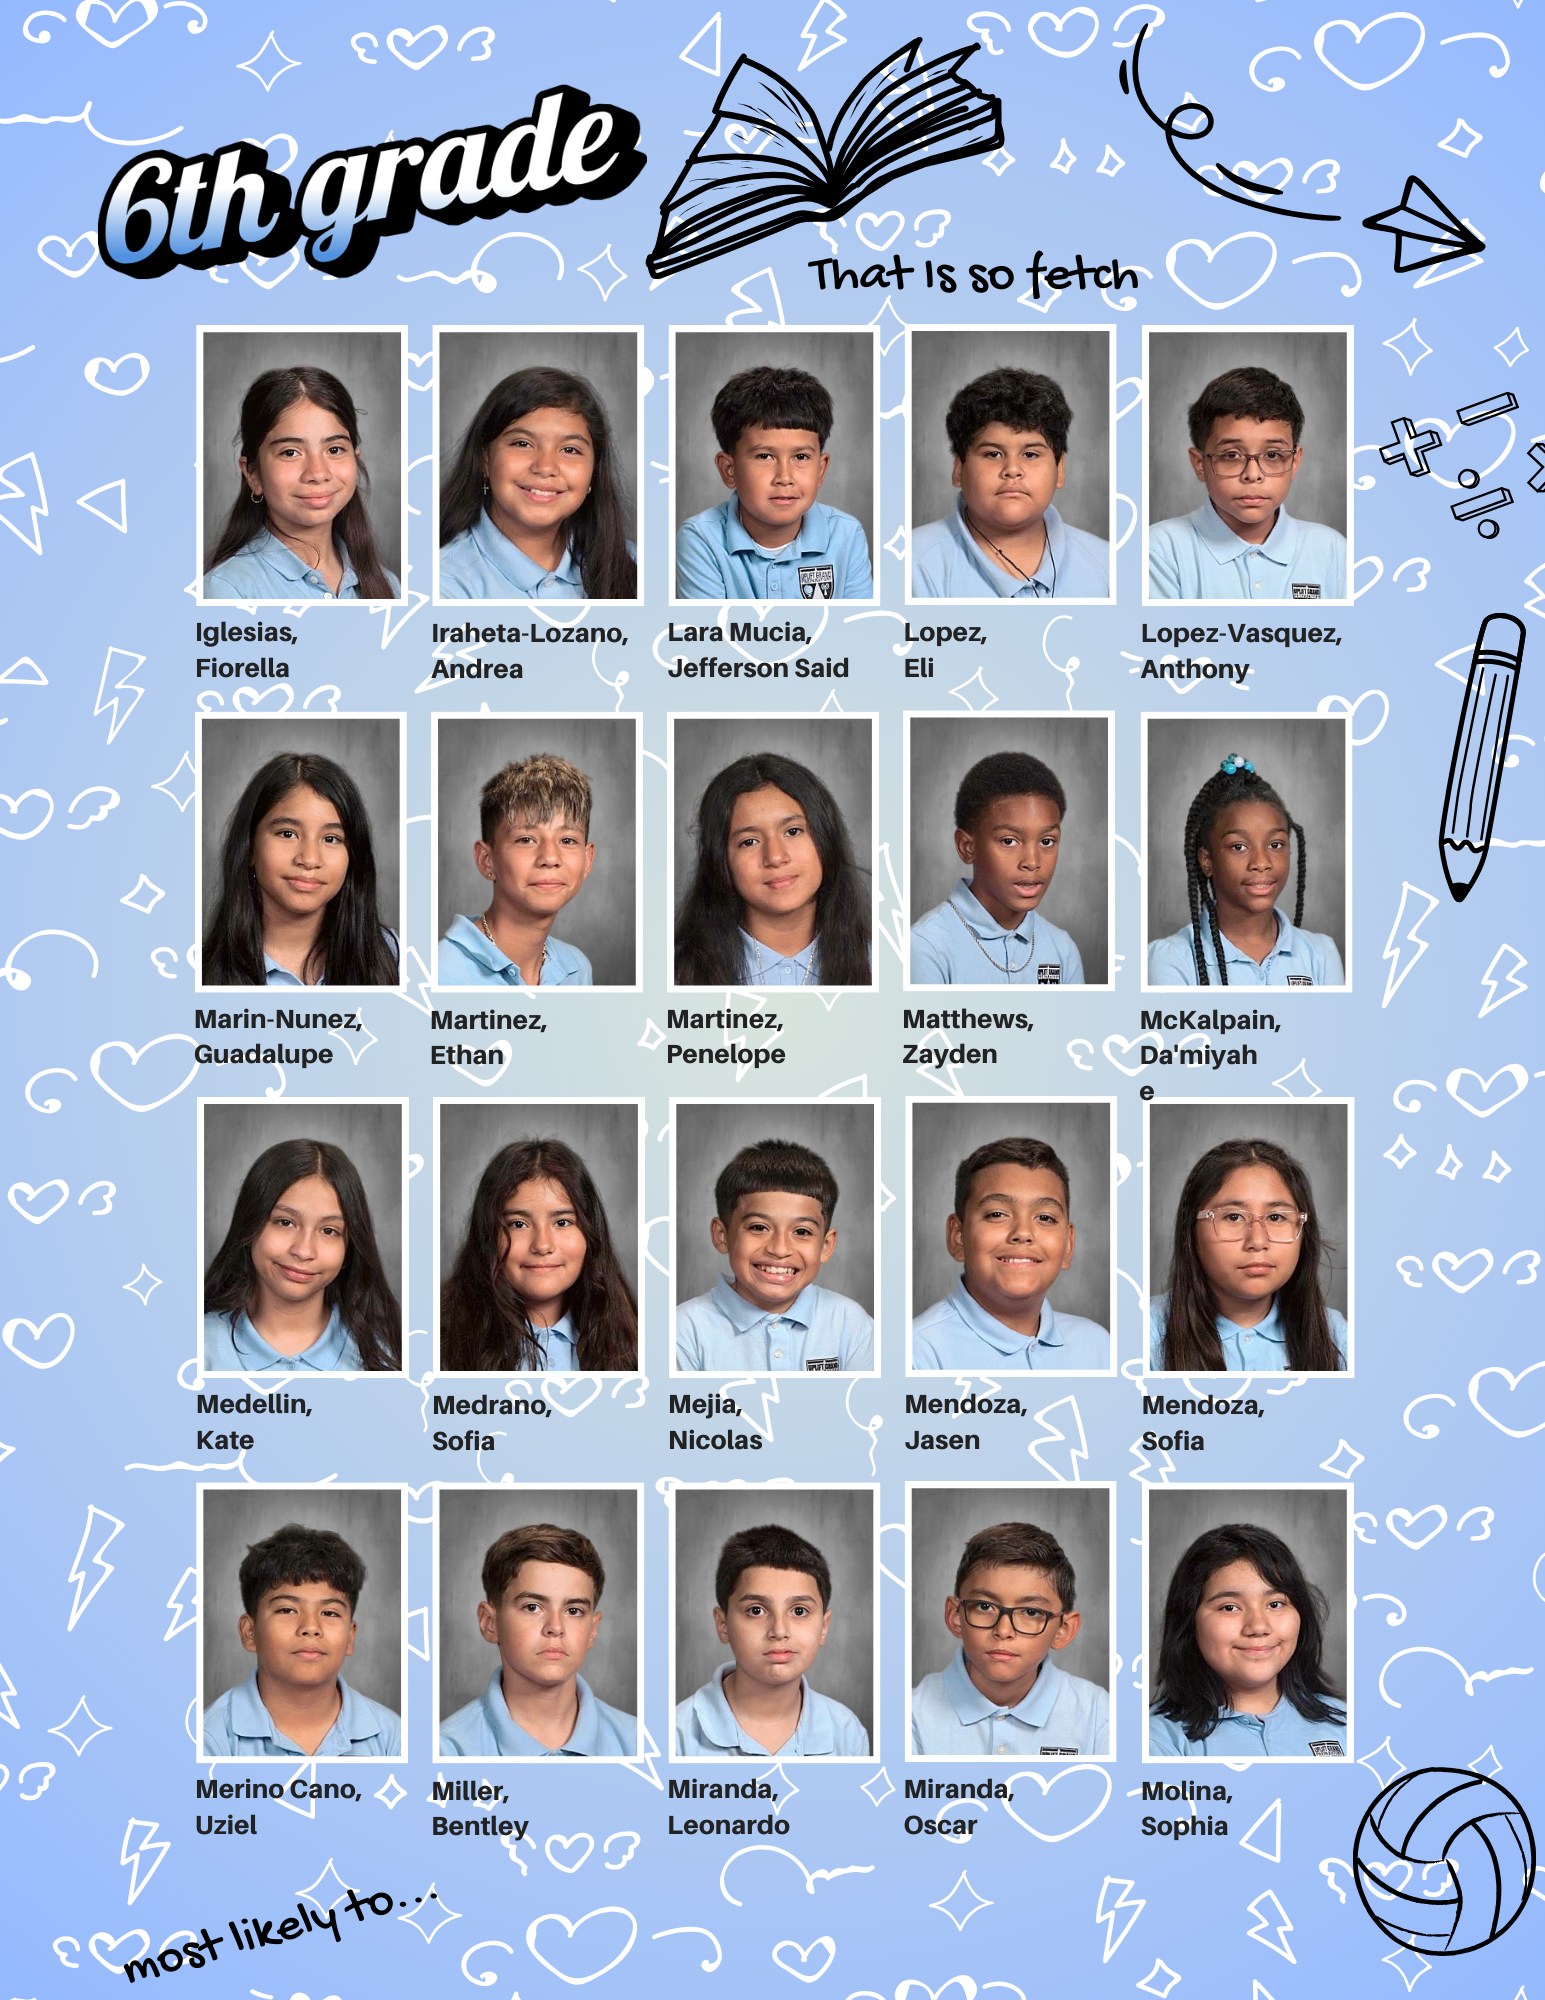 6th grade
That Is so fetch
Iglesias,
Fiorella
Iraheta-Lozano,
Andrea
Lara Mucia,
Jefferson Said
Lopez,
Eli
Lopez-Vasquez,
Anthony
Marin-Nunez,
Guadalupe
Martinez,
Ethan
Martinez,
Penelope
Matthews,
Zayden
McKalpain,
Da'miyah
e
Medellin,
Kate
Medrano,
Sofia
Mejia,
Nicolas
Mendoza,
Jasen
Mendoza,
Sofia
Merino Cano,
Uziel
Miller,
Bentley
Miranda,
Leonardo
Miranda,
Oscar
Molina,
Sophia
most likely to...